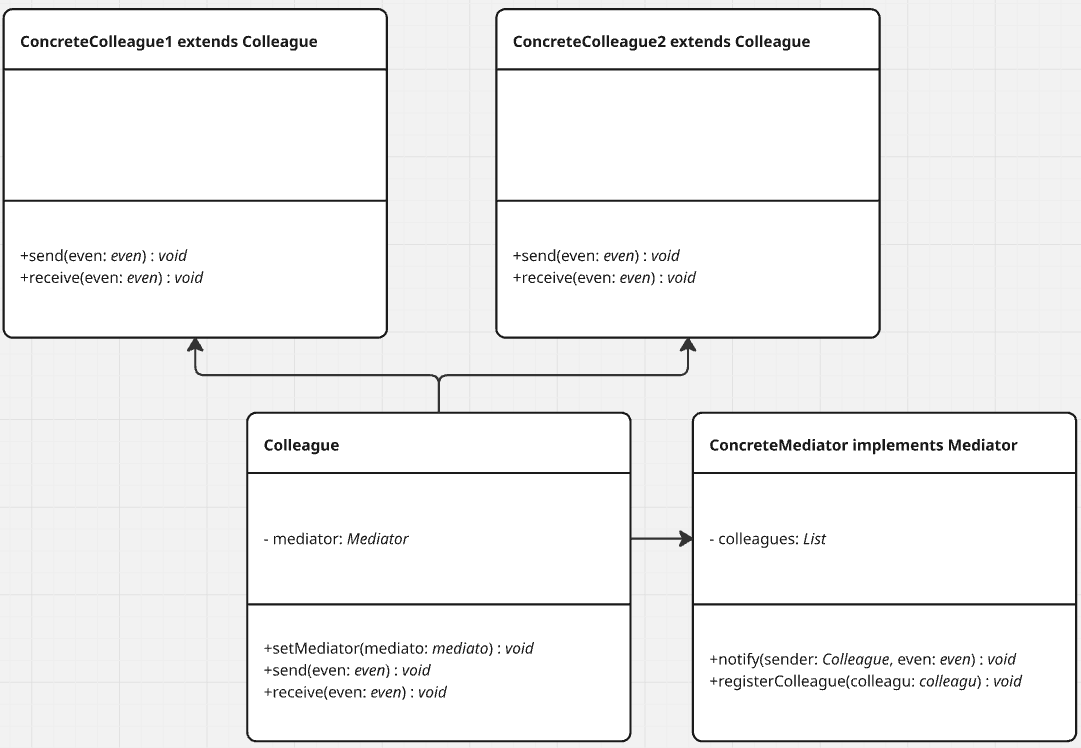 ConcreteColleague1 extends Colleague
+send(even: even) : void
+receive(even: even) : void
ConcreteColleague2 extends Colleague
+send(even: even) : void
+receive(even: even) : void
Colleague
- mediator: Mediator
+setMediator(mediato: mediato) : void
+send(even: even) : void
+receive(even: even) : void
ConcreteMediator implements Mediator
- colleagues: List
+notify(sender: Colleague, even: even) : void
+registerColleague(colleagu: colleagu) : void